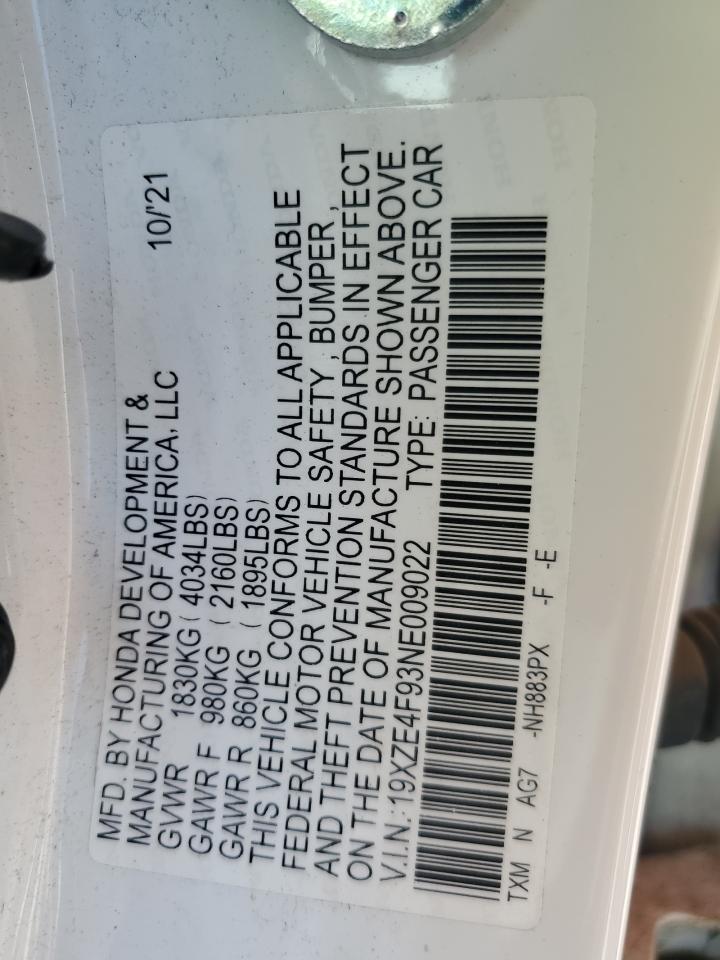 MFD. BY HONDA DEVELOPMENT &
MANUFACTURING OF AMERICA, LLC 10/'21
GVWR 1830KG ( 4034LBS)
GAWR F 980KG ( 2160LBS)
GAWR R 860KG ( 1895LBS)
THIS VEHICLE CONFORMS TO ALL APPLICABLE
FEDERAL MOTOR VEHICLE SAFETY , BUMPER ,
AND THEFT PREVENTION STANDARDS IN EFFECT
ON THE DATE OF MANUFACTURE SHOWN ABOVE.
V.I.N.: 19XZE4F93NE009022 TYPE: PASSENGER CAR
TXM N AG7 -NH883PX -F -E